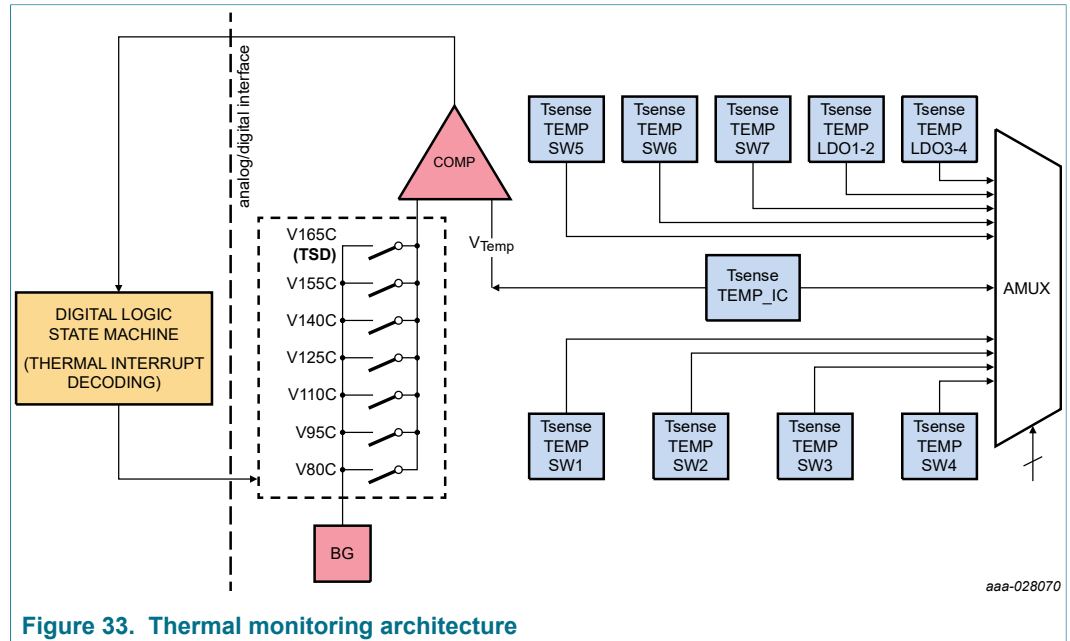 analog/digital interface
COMP
Tsense
TEMP
SW5
Tsense
TEMP
SW6
Tsense
TEMP
SW7
Tsense
TEMP
LDO1-2
Tsense
TEMP
LDO3-4
V165C
(TSD)
V155C
V140C
V125C
V110C
V95C
V80C
VTemp
Tsense
TEMP_IC
AMUX
DIGITAL LOGIC
STATE MACHINE
(THERMAL INTERRUPT
DECODING)
Tsense
TEMP
SW1
Tsense
TEMP
SW2
Tsense
TEMP
SW3
Tsense
TEMP
SW4
BG
aaa-028070
Figure 33. Thermal monitoring architecture